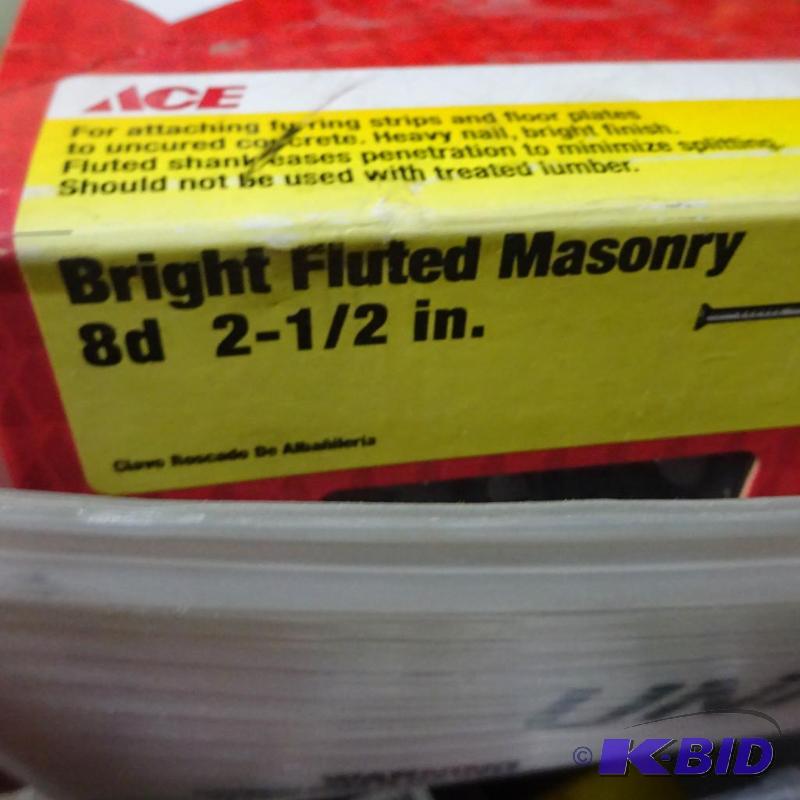 ACE
For attaching furring strips and floor plates
to uncured concrete. Heavy nail, bright finish.
Fluted shank eases penetration to minimize splitting.
Should not be used with treated lumber.
Bright Fluted Masonry
8d 2-1/2 in.
Clavo Roscado De Albañilería
WARNING
© K-BID